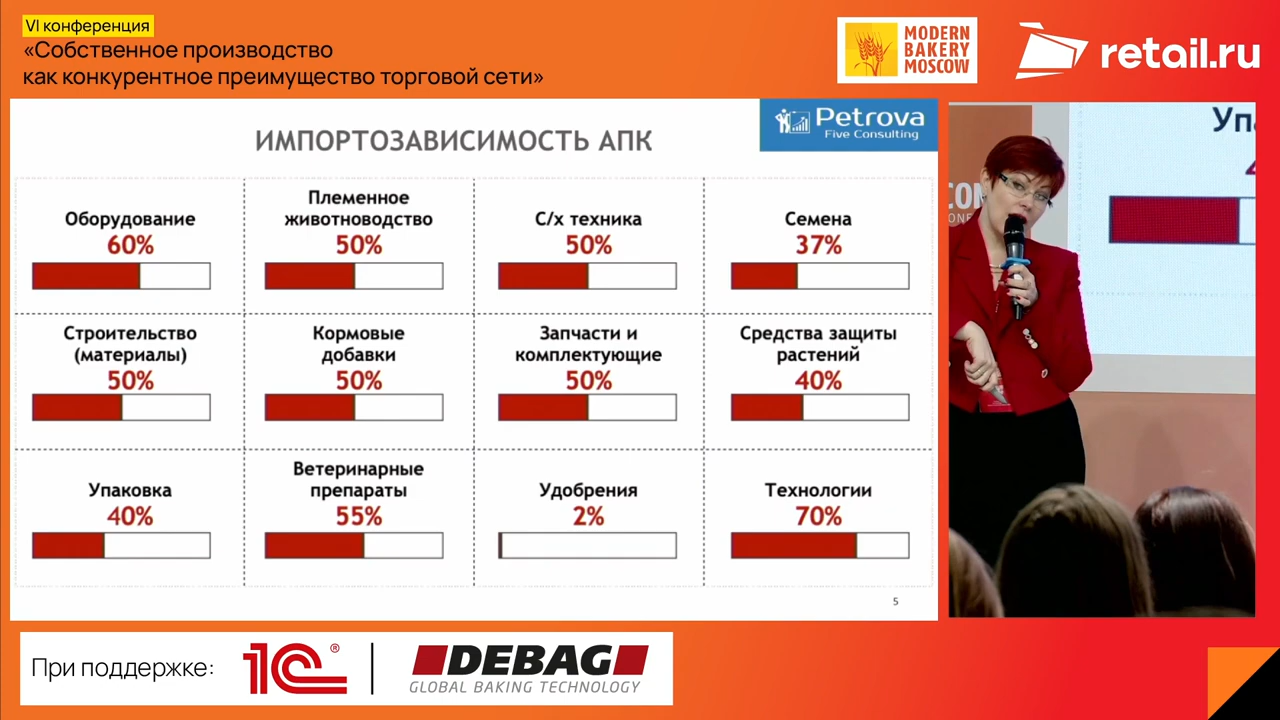 VI конференция
«Собственное производство
как конкурентное преимущество торговой сети»
MODERN
BAKERY
MOSCOW
retail.ru
ИМПОРТОЗАВИСИМОСТЬ АПК
Petrova
Five Consulting
Оборудование
60%
Племенное
животноводство
50%
С/х техника
50%
Семена
37%
Строительство
(материалы)
50%
Кормовые
добавки
50%
Запчасти и
комплектующие
50%
Средства защиты
растений
40%
Упаковка
40%
Ветеринарные
препараты
55%
Удобрения
2%
Технологии
70%
5
При поддержке:
1С®
DEBAG
GLOBAL BAKING TECHNOLOGY